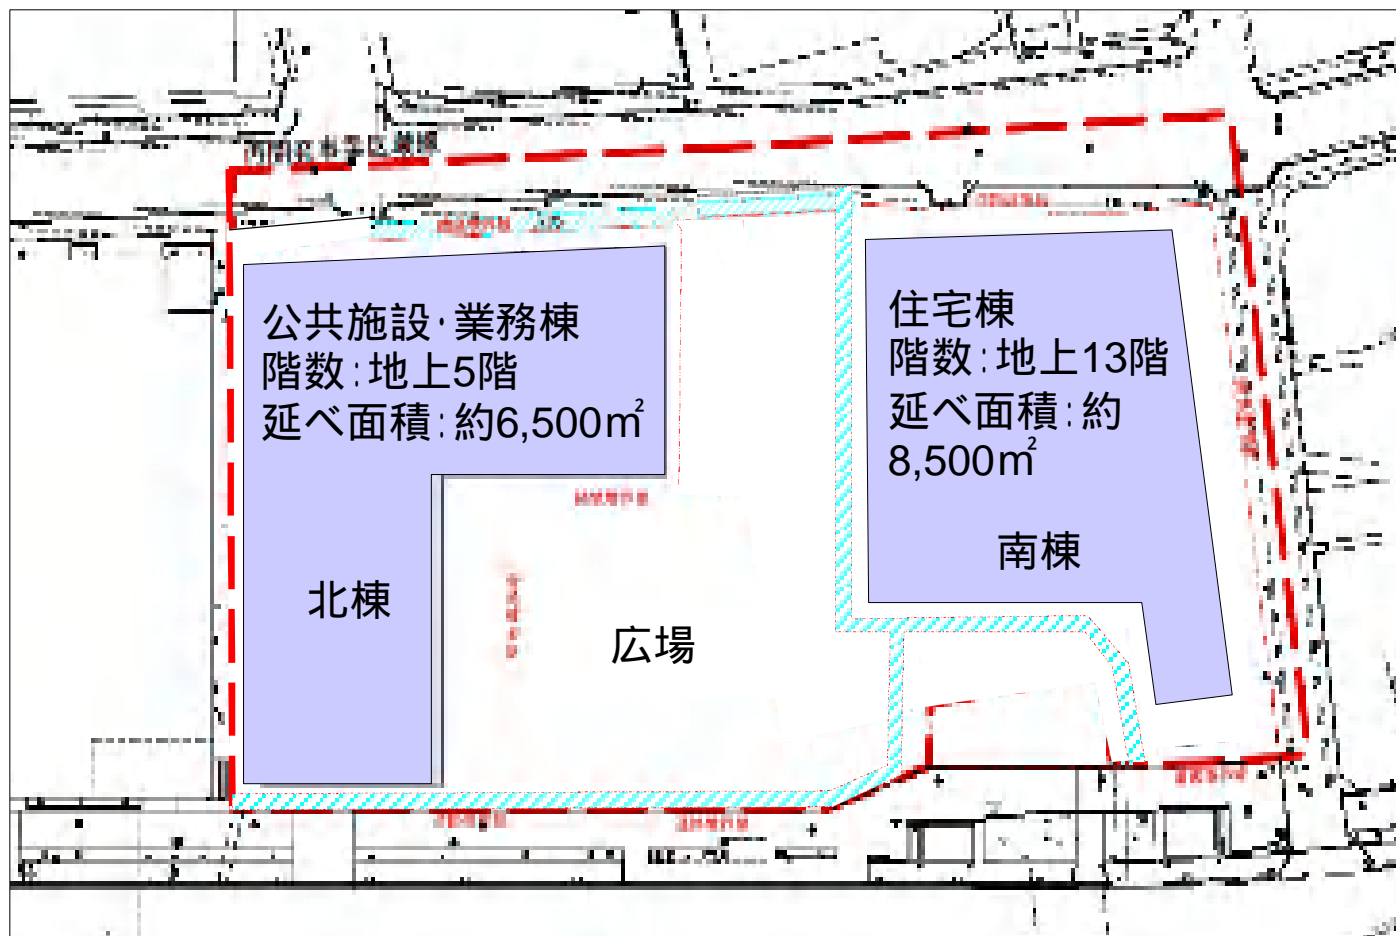 公共施設・業務棟
階数:地上5階
延べ面積:約6,500㎡
北棟
広場
住宅棟
階数:地上13階
延べ面積:約
8,500㎡
南棟